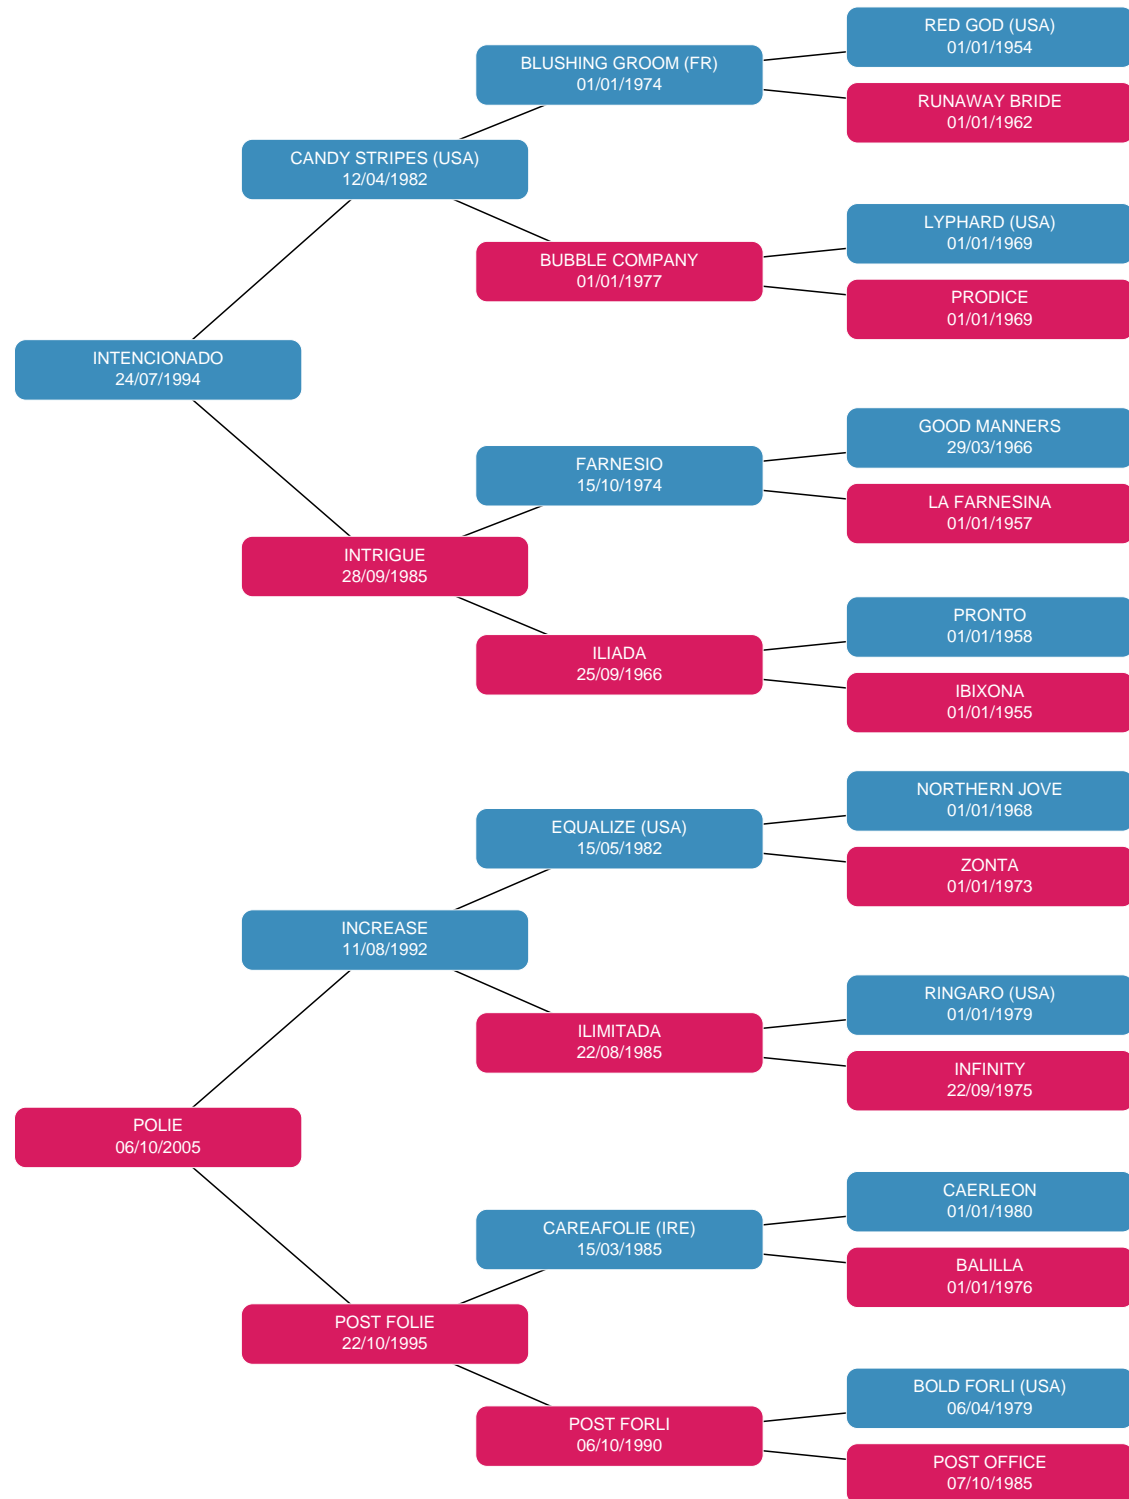 RED GOD (USA)
01/01/1954
BLUSHING GROOM (FR)
01/01/1974
RUNAWAY BRIDE
01/01/1962
CANDY STRIPES (USA)
12/04/1982
LYPHARD (USA)
01/01/1969
BUBBLE COMPANY
01/01/1977
PRODICE
01/01/1969
INTENCIONADO
24/07/1994
GOOD MANNERS
29/03/1966
FARNESIO
15/10/1974
LA FARNESINA
01/01/1957
INTRIGUE
28/09/1985
PRONTO
01/01/1958
ILIADA
25/09/1966
IBIXONA
01/01/1955
NORTHERN JOVE
01/01/1968
EQUALIZE (USA)
15/05/1982
ZONTA
01/01/1973
INCREASE
11/08/1992
RINGARO (USA)
01/01/1979
ILIMITADA
22/08/1985
INFINITY
22/09/1975
POLIE
06/10/2005
CAERLEON
01/01/1980
CAREAFOLIE (IRE)
15/03/1985
BALILLA
01/01/1976
POST FOLIE
22/10/1995
BOLD FORLI (USA)
06/04/1979
POST FORLI
06/10/1990
POST OFFICE
07/10/1985